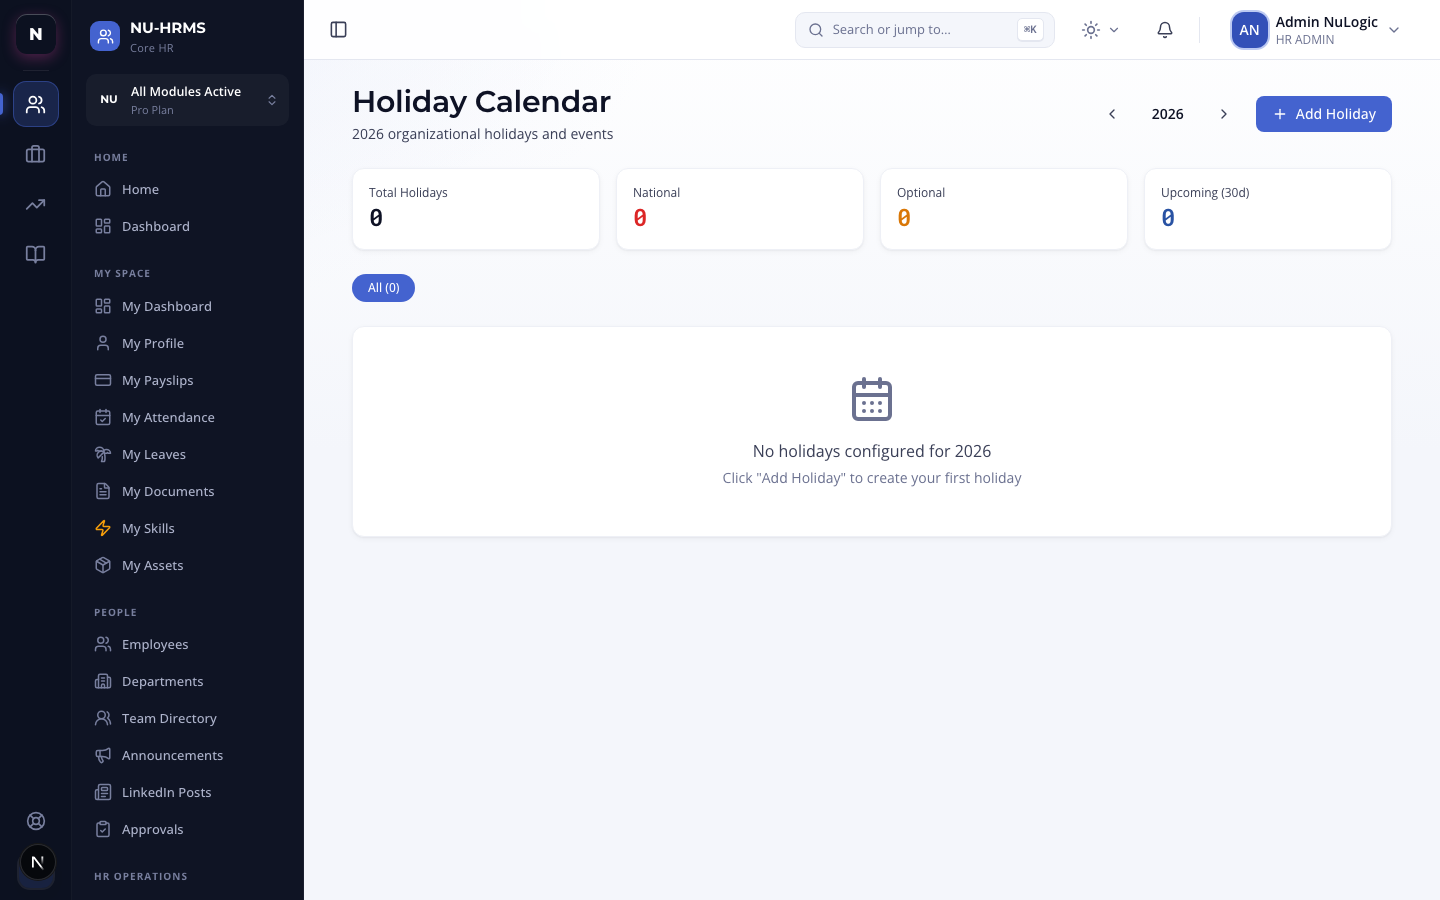 N
NU-HRMS
Core HR
NU
All Modules Active
Pro Plan
HOME
Home
Dashboard
MY SPACE
My Dashboard
My Profile
My Payslips
My Attendance
My Leaves
My Documents
My Skills
My Assets
PEOPLE
Employees
Departments
Team Directory
Announcements
LinkedIn Posts
Approvals
HR OPERATIONS
N
Search or jump to...
⌘K
AN
Admin NuLogic
HR ADMIN
Holiday Calendar
2026 organizational holidays and events
2026
Add Holiday
Total Holidays
0
National
0
Optional
0
Upcoming (30d)
0
All (0)
No holidays configured for 2026
Click "Add Holiday" to create your first holiday